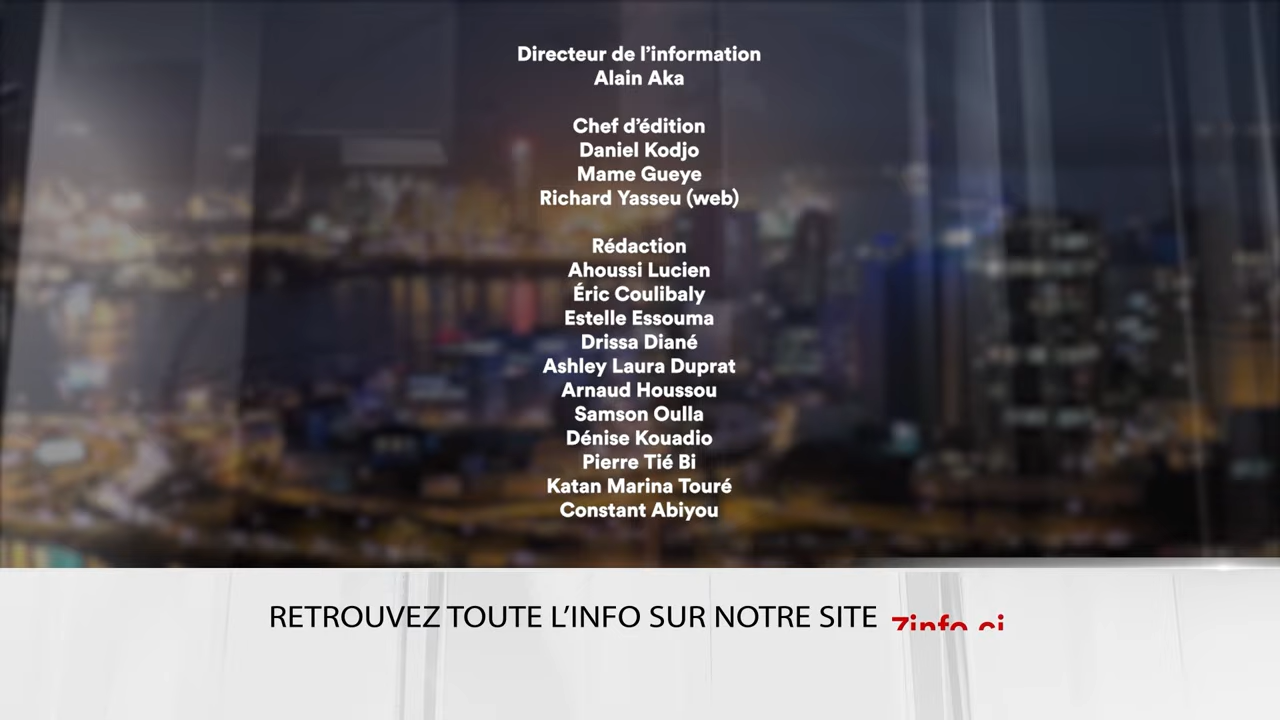 Directeur de l’information
Alain Aka
Chef d’édition
Daniel Kodjo
Mame Gueye
Richard Yasseu (web)
Rédaction
Ahoussi Lucien
Éric Coulibaly
Estelle Essouma
Drissa Diané
Ashley Laura Duprat
Arnaud Houssou
Samson Oulla
Dénise Kouadio
Pierre Tié Bi
Katan Marina Touré
Constant Abiyou
RETROUVEZ TOUTE L’INFO SUR NOTRE SITE 7info.ci